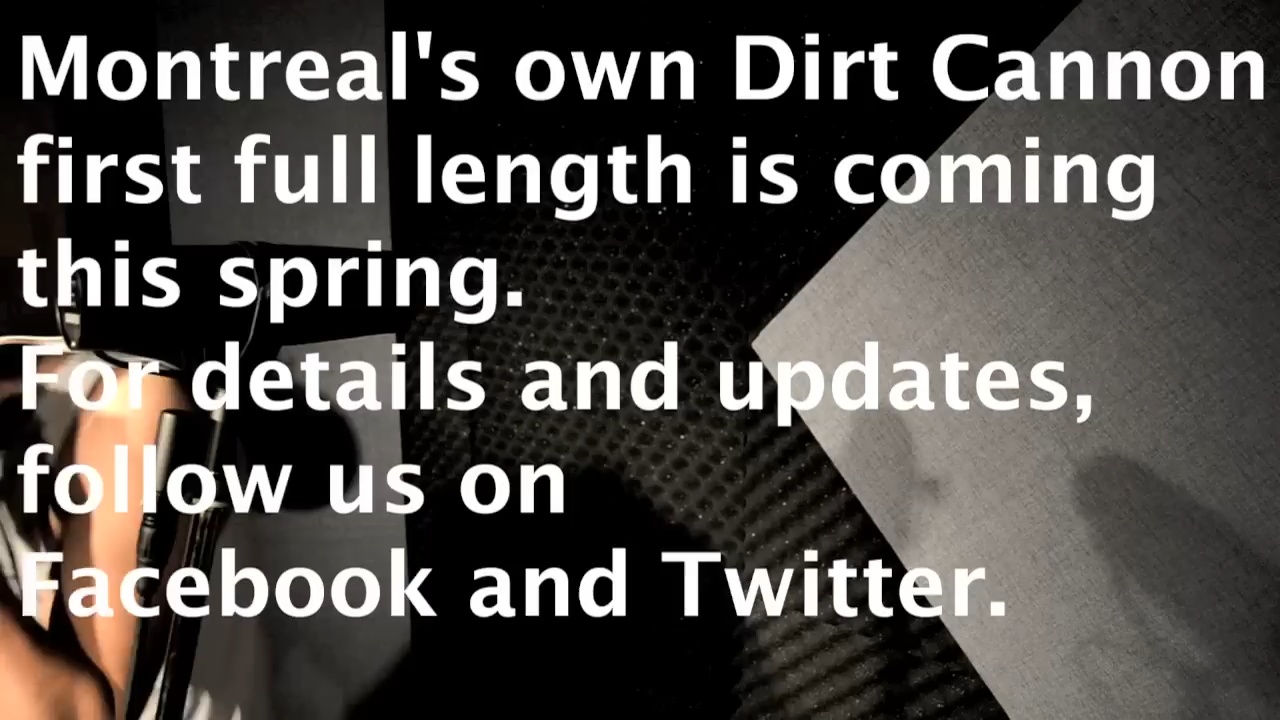 Montreal's own Dirt Cannon
first full length is coming
this spring.
For details and updates,
follow us on
Facebook and Twitter.